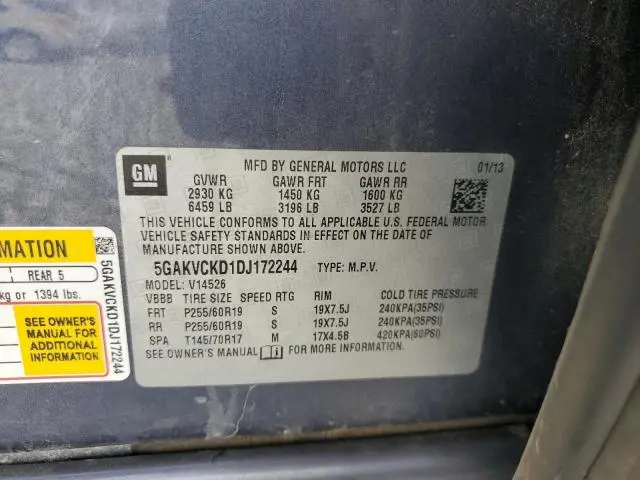 GM
MFD BY GENERAL MOTORS LLC 01/13
GVWR GAWR FRT GAWR RR
2930 KG 1450 KG 1600 KG
6459 LB 3196 LB 3527 LB
THIS VEHICLE CONFORMS TO ALL APPLICABLE U.S. FEDERAL MOTOR
VEHICLE SAFETY STANDARDS IN EFFECT ON THE DATE OF
MANUFACTURE SHOWN ABOVE.
5GAKVCKD1DJ172244 TYPE: M.P.V.
MODEL: V14526
VBBB TIRE SIZE SPEED RTG RIM COLD TIRE PRESSURE
FRT P255/60R19 S 19X7.5J 240KPA(35PSI)
RR P255/60R19 S 19X7.5J 240KPA(35PSI)
SPA T145/70R17 M 17X4.5B 420KPA(60PSI)
SEE OWNER'S MANUAL FOR MORE INFORMATION
MATION
REAR 5
kg or 1394 lbs.
SEE OWNER'S
MANUAL FOR
ADDITIONAL
INFORMATION
5GAKVCKD1DJ172244